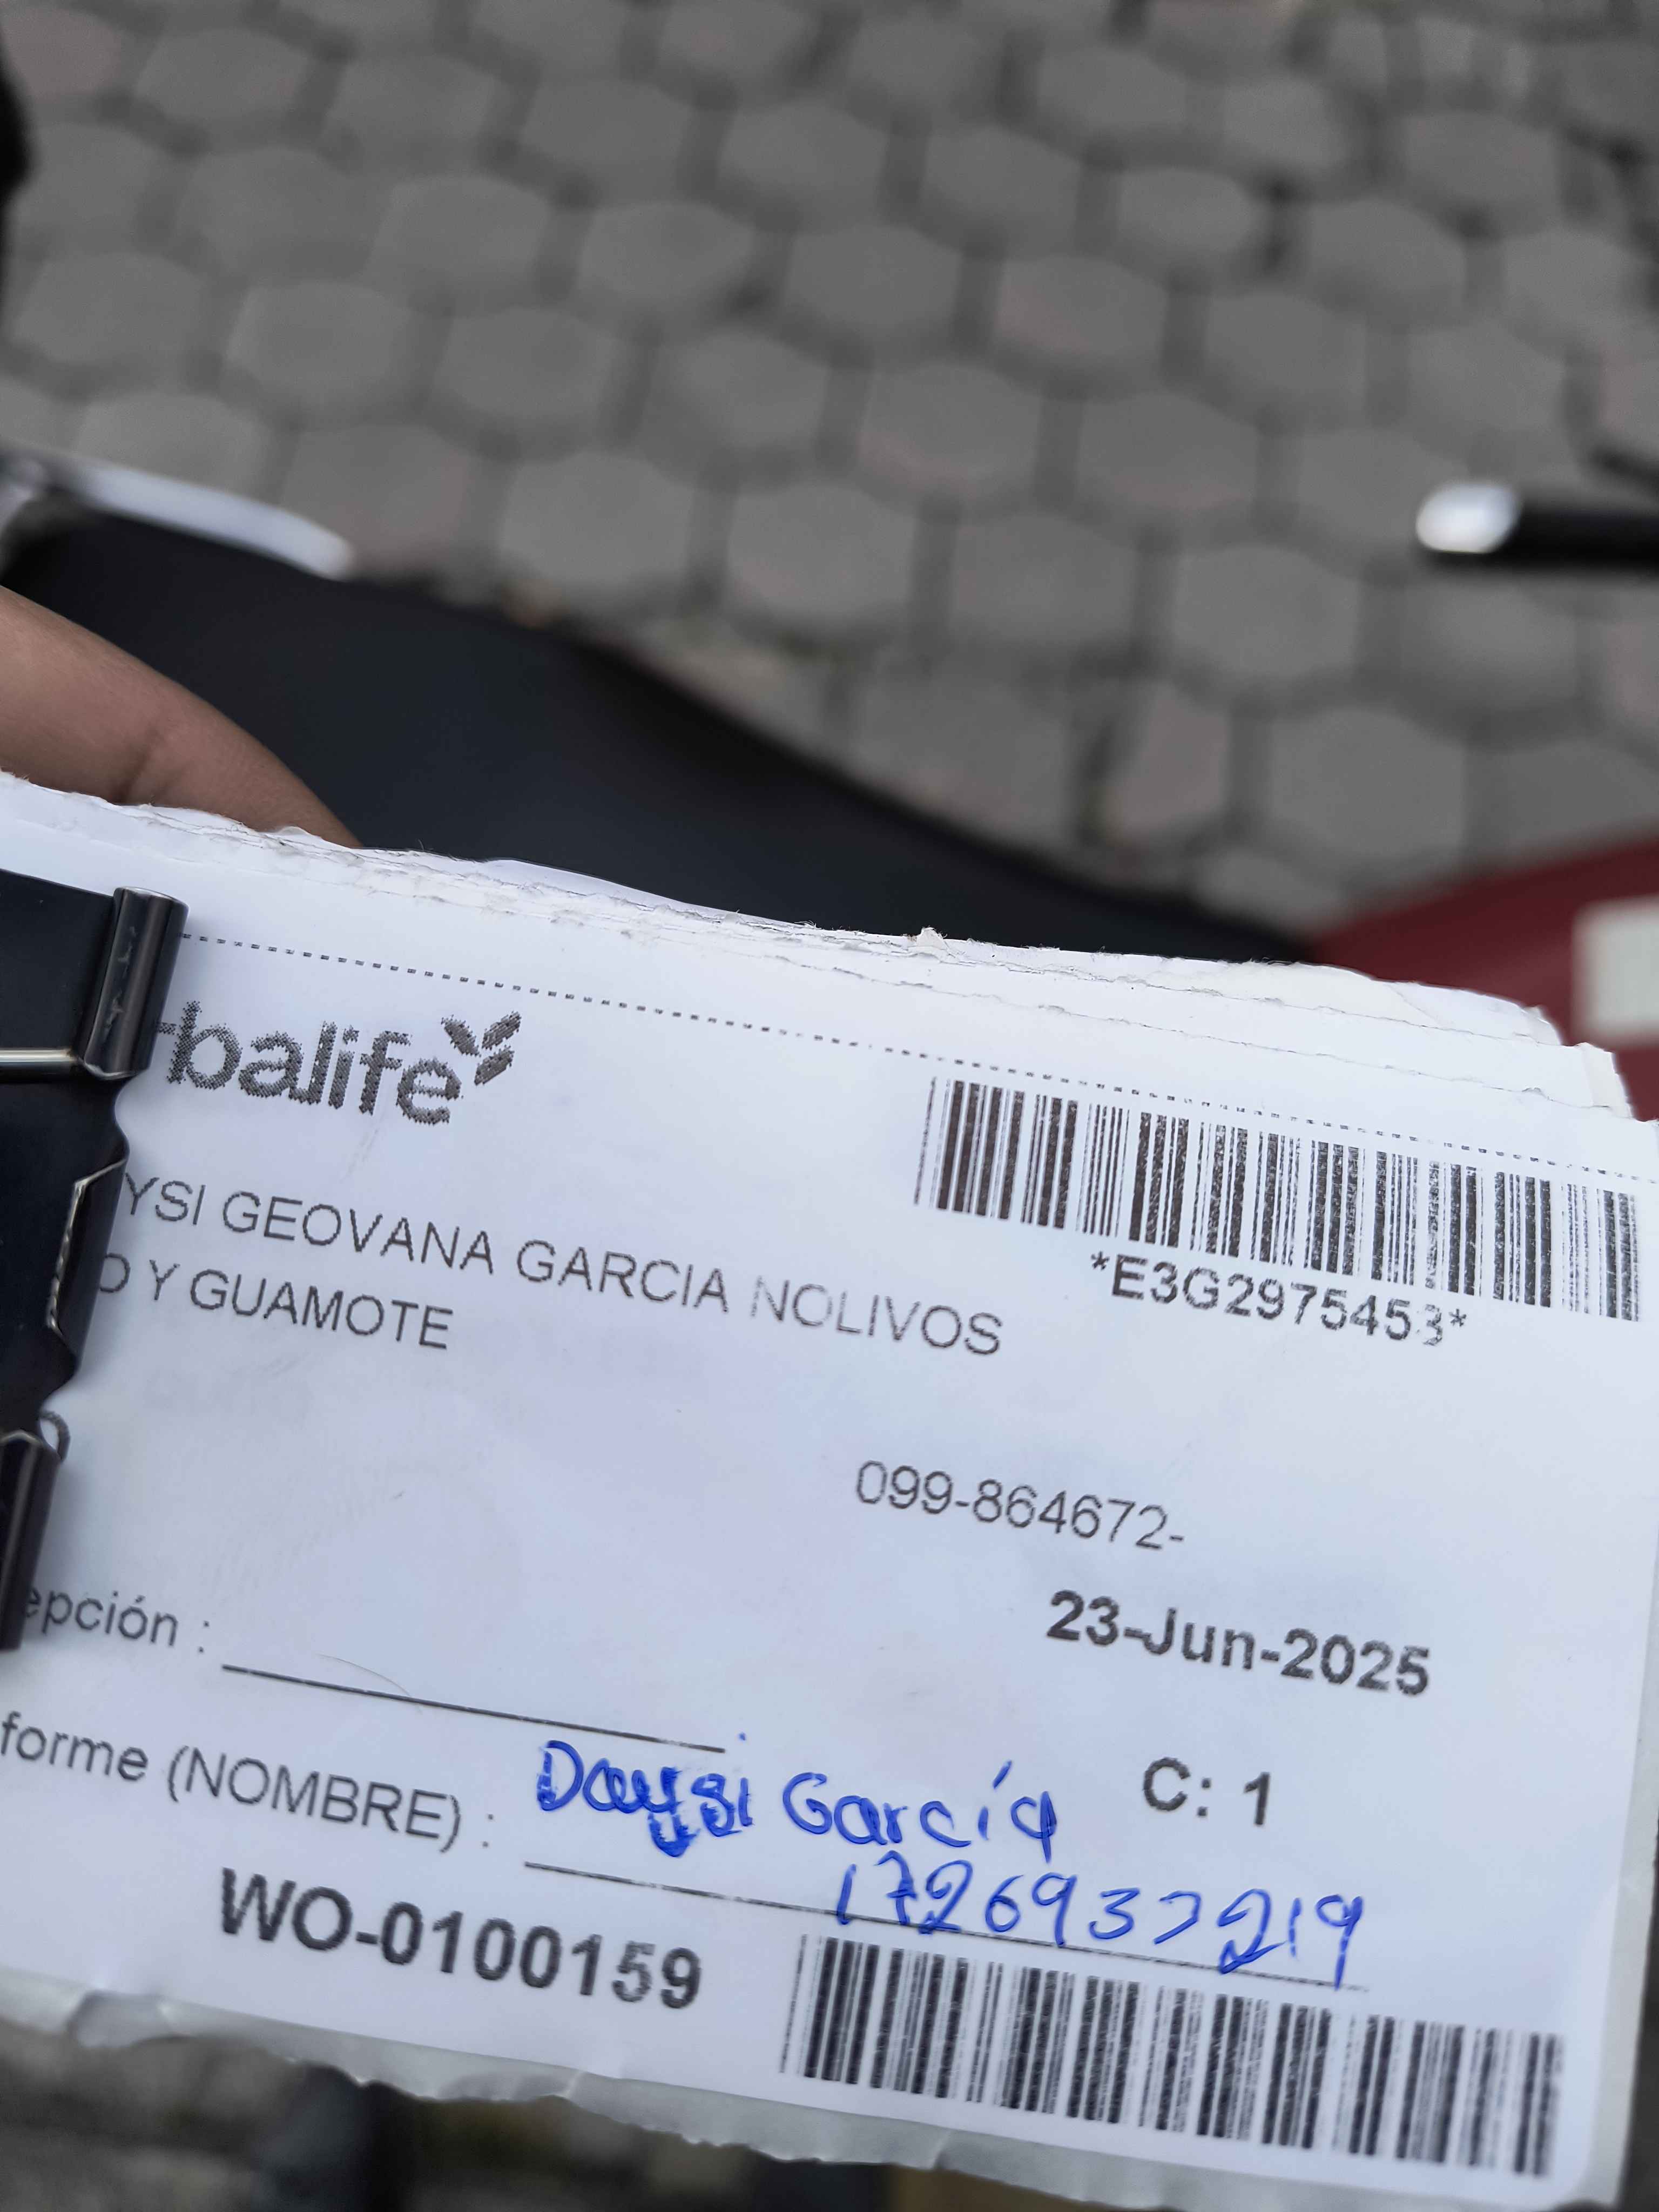 balife
*E3G2975453*
YSI GEOVANA GARCIA NOLIVOS
O Y GUAMOTE
O
099-864672-
23-Jun-2025
epción :
C: 1
forme (NOMBRE) : Daysi García
1726937219
WO-0100159